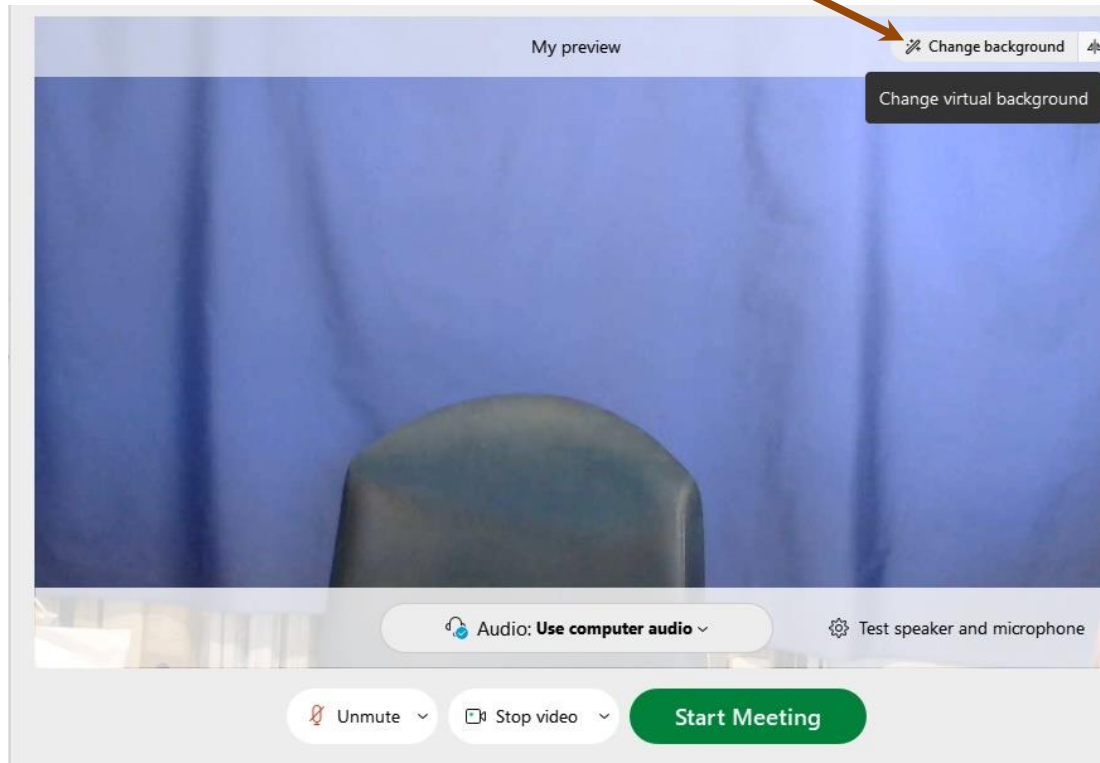 My preview
Change background
Change virtual background
Audio: Use computer audio
Test speaker and microphone
Unmute
Stop video
Start Meeting